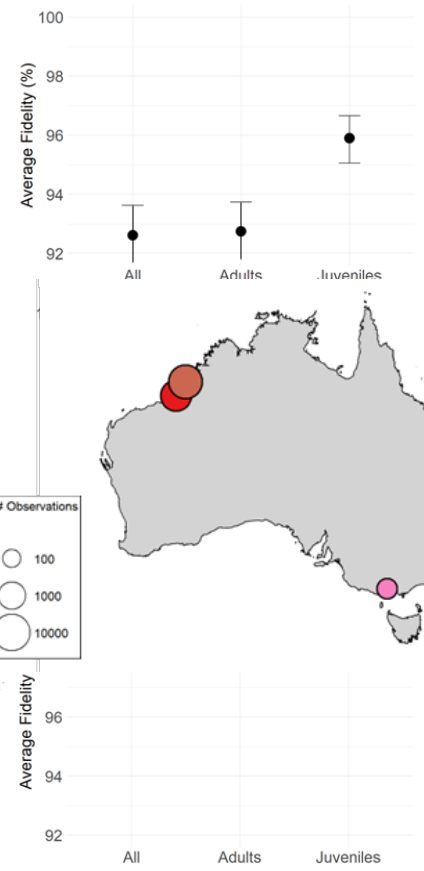 100
98
96
94
92
Average Fidelity (%)
All Adults Juveniles
# Observations
100
1000
10000
96
94
92
Average Fidelity
All Adults Juveniles